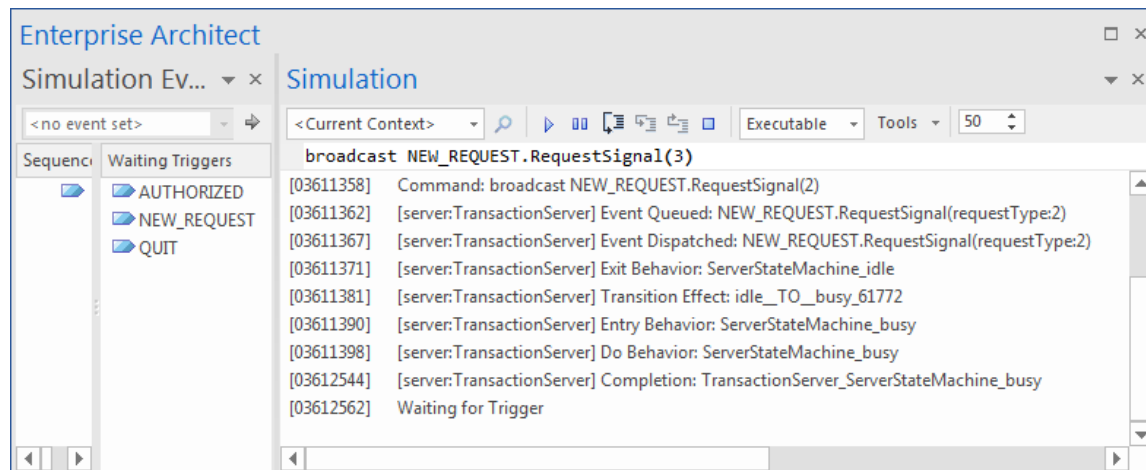 Enterprise Architect
Simulation Ev...
<no event set>
Sequenc
Waiting Triggers
AUTHORIZED
NEW_REQUEST
QUIT
Simulation
<Current Context>
Executable
Tools
50
broadcast NEW_REQUEST.RequestSignal(3)
[03611358] Command: broadcast NEW_REQUEST.RequestSignal(2)
[03611362] [server:TransactionServer] Event Queued: NEW_REQUEST.RequestSignal(requestType:2)
[03611367] [server:TransactionServer] Event Dispatched: NEW_REQUEST.RequestSignal(requestType:2)
[03611371] [server:TransactionServer] Exit Behavior: ServerStateMachine_idle
[03611381] [server:TransactionServer] Transition Effect: idle__TO__busy_61772
[03611390] [server:TransactionServer] Entry Behavior: ServerStateMachine_busy
[03611398] [server:TransactionServer] Do Behavior: ServerStateMachine_busy
[03612544] [server:TransactionServer] Completion: TransactionServer_ServerStateMachine_busy
[03612562] Waiting for Trigger